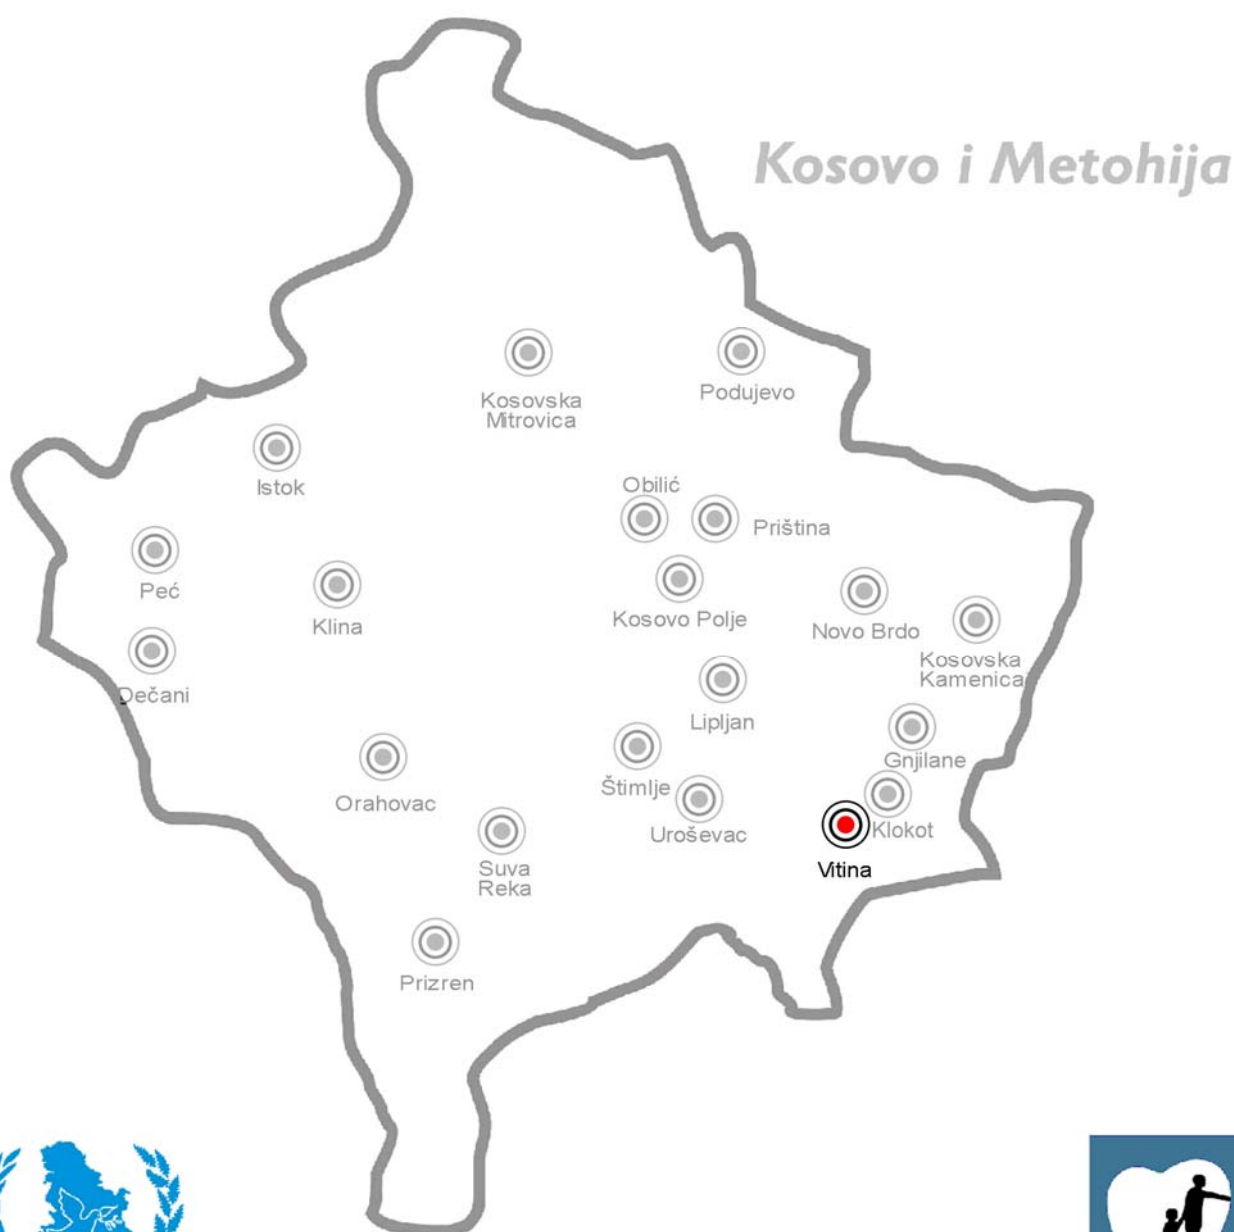 Kosovo i Metohija
Kosovska
Mitrovica
Podujevo
Istok
Obilić
Priština
Peć
Klina
Kosovo Polje
Novo Brdo
Kosovska
Kamenica
Dečani
Lipljan
Gnjilane
Štimlje
Orahovac
Uroševac
Klokot
Suva
Reka
Vitina
Prizren